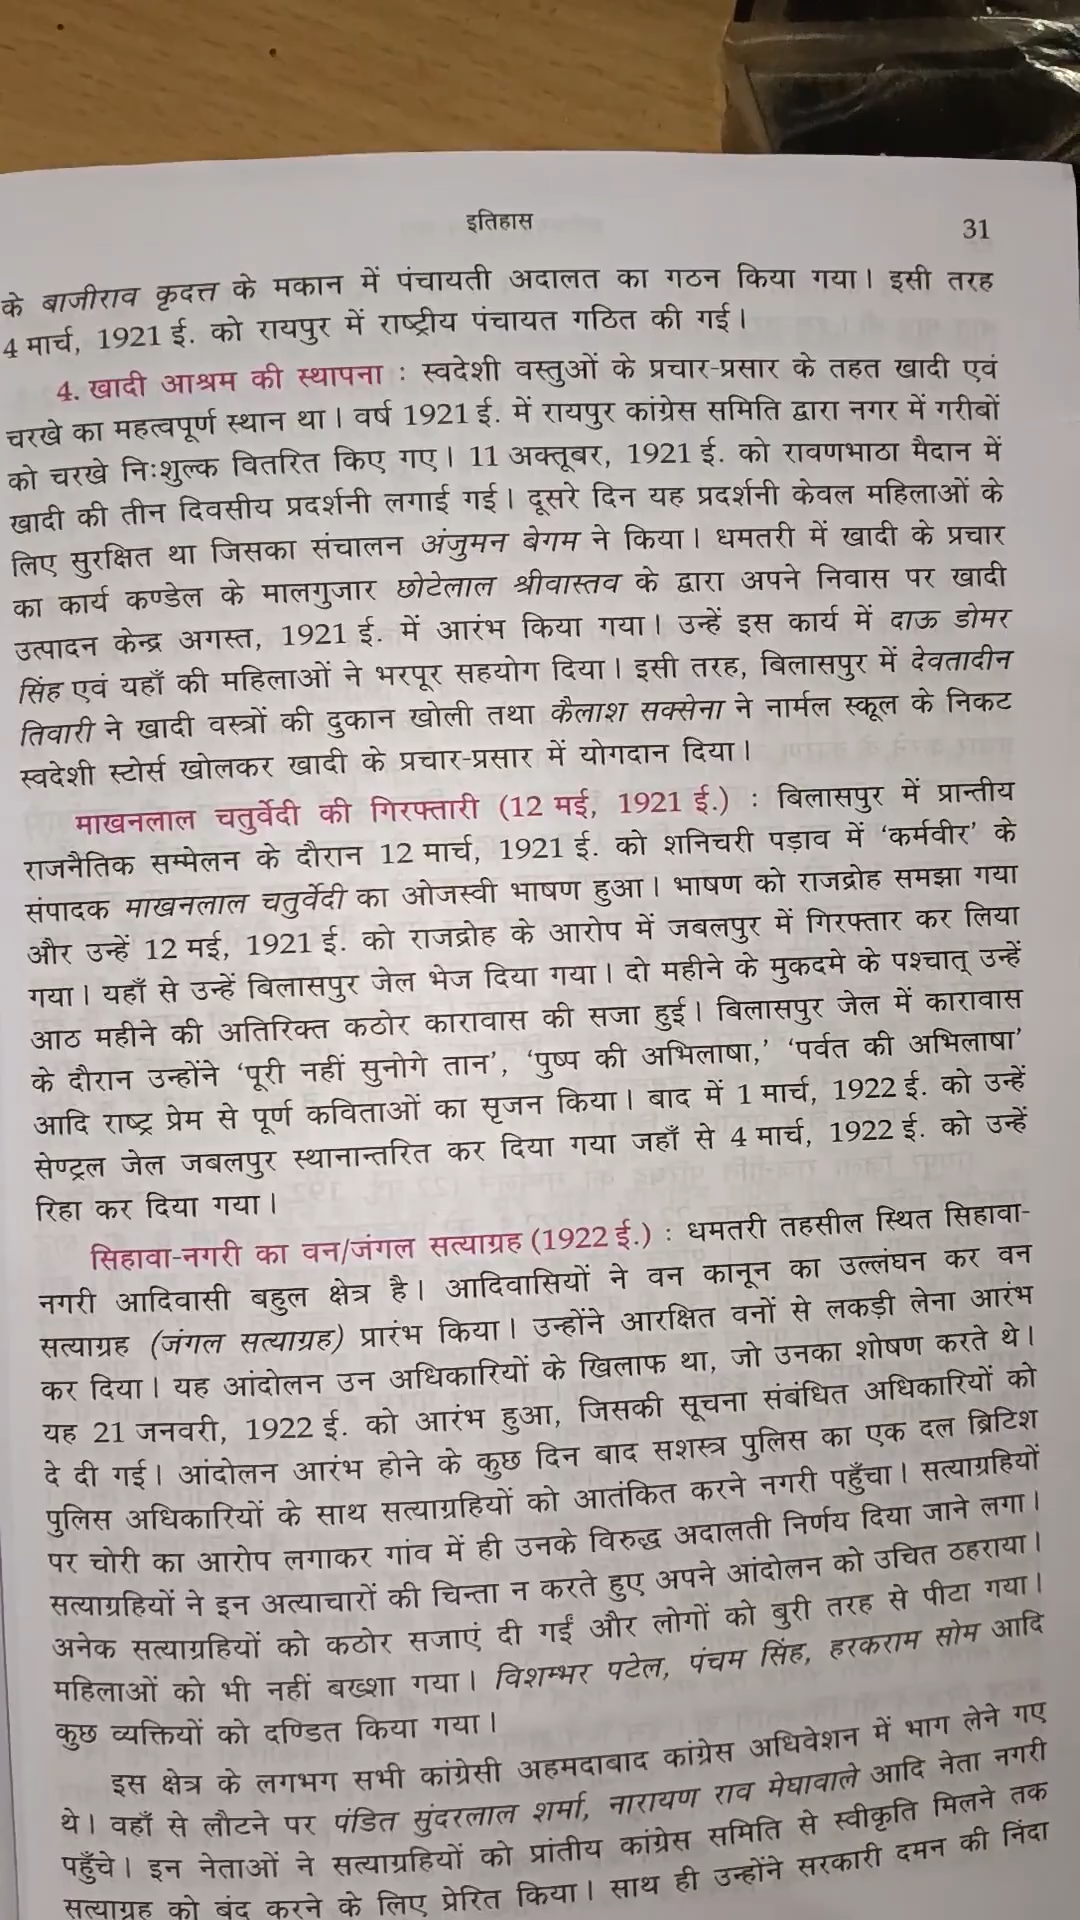 इतिहास
31
के बाजीराव कृदत्त के मकान में पंचायती अदालत का गठन किया गया। इसी तरह
4 मार्च, 1921 ई. को रायपुर में राष्ट्रीय पंचायत गठित की गई।
4. खादी आश्रम की स्थापना : स्वदेशी वस्तुओं के प्रचार-प्रसार के तहत खादी एवं
चरखे का महत्वपूर्ण स्थान था। वर्ष 1921 ई. में रायपुर कांग्रेस समिति द्वारा नगर में गरीबों
को चरखे निःशुल्क वितरित किए गए। 11 अक्तूबर, 1921 ई. को रावणभाठा मैदान में
खादी की तीन दिवसीय प्रदर्शनी लगाई गई। दूसरे दिन यह प्रदर्शनी केवल महिलाओं के
लिए सुरक्षित था जिसका संचालन अंजुमन बेगम ने किया। धमतरी में खादी के प्रचार
का कार्य कण्डेल के मालगुजार छोटेलाल श्रीवास्तव के द्वारा अपने निवास पर खादी
उत्पादन केन्द्र अगस्त, 1921 ई. में आरंभ किया गया। उन्हें इस कार्य में दाऊ डोमर
सिंह एवं यहाँ की महिलाओं ने भरपूर सहयोग दिया। इसी तरह, बिलासपुर में देवतादीन
तिवारी ने खादी वस्त्रों की दुकान खोली तथा कैलाश सक्सेना ने नार्मल स्कूल के निकट
स्वदेशी स्टोर्स खोलकर खादी के प्रचार-प्रसार में योगदान दिया।
माखनलाल चतुर्वेदी की गिरफ्तारी (12 मई, 1921 ई.) : बिलासपुर में प्रान्तीय
राजनैतिक सम्मेलन के दौरान 12 मार्च, 1921 ई. को शनिचरी पड़ाव में ‘कर्मवीर’ के
संपादक माखनलाल चतुर्वेदी का ओजस्वी भाषण हुआ। भाषण को राजद्रोह समझा गया
और उन्हें 12 मई, 1921 ई. को राजद्रोह के आरोप में जबलपुर में गिरफ्तार कर लिया
गया। यहाँ से उन्हें बिलासपुर जेल भेज दिया गया। दो महीने के मुकदमे के पश्चात् उन्हें
आठ महीने की अतिरिक्त कठोर कारावास की सजा हुई। बिलासपुर जेल में कारावास
के दौरान उन्होंने ‘पूरी नहीं सुनोगे तान’, ‘पुष्प की अभिलाषा,’ ‘पर्वत की अभिलाषा’
आदि राष्ट्र प्रेम से पूर्ण कविताओं का सृजन किया। बाद में 1 मार्च, 1922 ई. को उन्हें
सेण्ट्रल जेल जबलपुर स्थानान्तरित कर दिया गया जहाँ से 4 मार्च, 1922 ई. को उन्हें
रिहा कर दिया गया।
सिहावा-नगरी का वन/जंगल सत्याग्रह (1922 ई.) : धमतरी तहसील स्थित सिहावा-
नगरी आदिवासी बहुल क्षेत्र है। आदिवासियों ने वन कानून का उल्लंघन कर वन
सत्याग्रह (जंगल सत्याग्रह) प्रारंभ किया। उन्होंने आरक्षित वनों से लकड़ी लेना आरंभ
कर दिया। यह आंदोलन उन अधिकारियों के खिलाफ था, जो उनका शोषण करते थे।
यह 21 जनवरी, 1922 ई. को आरंभ हुआ, जिसकी सूचना संबंधित अधिकारियों को
दे दी गई। आंदोलन आरंभ होने के कुछ दिन बाद सशस्त्र पुलिस का एक दल ब्रिटिश
पुलिस अधिकारियों के साथ सत्याग्रहियों को आतंकित करने नगरी पहुँचा। सत्याग्रहियों
पर चोरी का आरोप लगाकर गांव में ही उनके विरुद्ध अदालती निर्णय दिया जाने लगा।
सत्याग्रहियों ने इन अत्याचारों की चिन्ता न करते हुए अपने आंदोलन को उचित ठहराया।
अनेक सत्याग्रहियों को कठोर सजाएं दी गईं और लोगों को बुरी तरह से पीटा गया।
महिलाओं को भी नहीं बख्शा गया। विशम्भर पटेल, पंचम सिंह, हरकराम सोम आदि
कुछ व्यक्तियों को दण्डित किया गया।
इस क्षेत्र के लगभग सभी कांग्रेसी अहमदाबाद कांग्रेस अधिवेशन में भाग लेने गए
थे। वहाँ से लौटने पर पंडित सुंदरलाल शर्मा, नारायण राव मेघावाले आदि नेता नगरी
पहुँचे। इन नेताओं ने सत्याग्रहियों को प्रांतीय कांग्रेस समिति से स्वीकृति मिलने तक
सत्याग्रह को बंद करने के लिए प्रेरित किया। साथ ही उन्होंने सरकारी दमन की निंदा